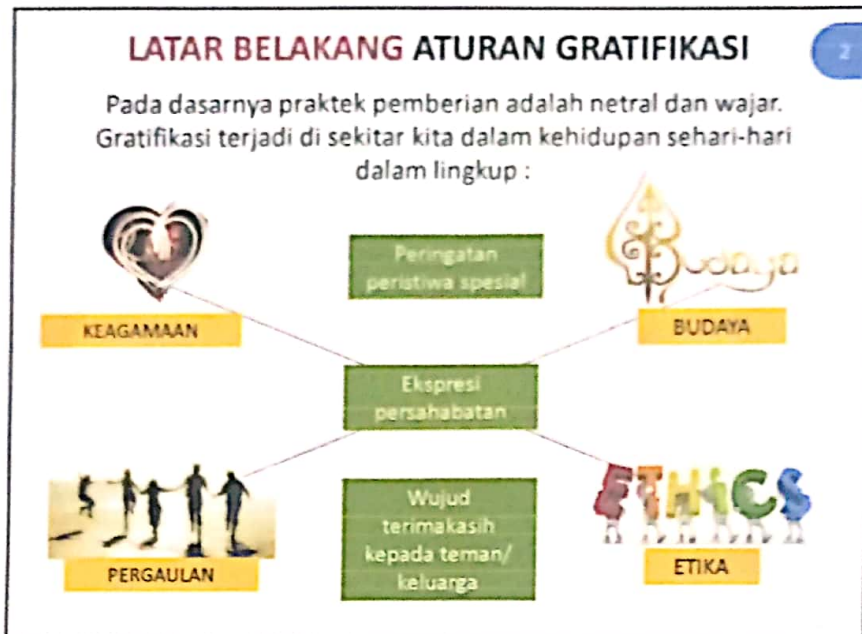 LATAR BELAKANG ATURAN GRATIFIKASI
2
Pada dasarnya praktek pemberian adalah netral dan wajar.
Gratifikasi terjadi di sekitar kita dalam kehidupan sehari-hari
dalam lingkup :
Peringatan
peristiwa spesial
Budaya
KEAGAMAAN
BUDAYA
Ekspresi
persahabatan
ETHICS
Wujud
terimakasih
kepada teman/
keluarga
PERGAULAN
ETIKA